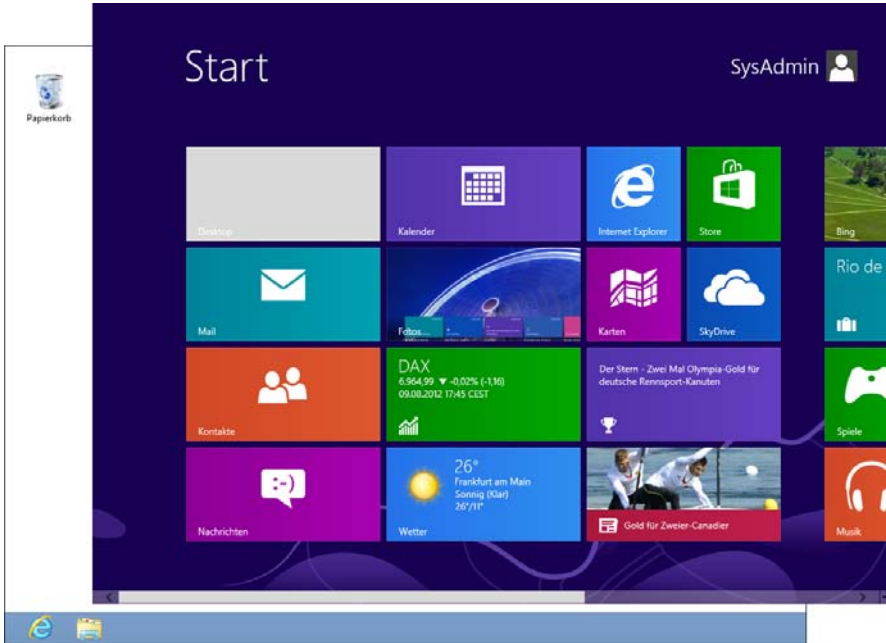 Start
SysAdmin
Papierkorb
Desktop
Kalender
Internet Explorer
Store
Bing
Mail
Fotos
Karten
SkyDrive
Rio de
Kontakte
DAX
6.964,99 ▼ -0,02% (-1,16)
09.08.2012 17:45 CEST
Der Stern - Zwei Mal Olympia-Gold für
deutsche Rennsport-Kanuten
Spiele
Nachrichten
:-)
Wetter
26°
Frankfurt am Main
Sonnig (Klar)
26°/11°
Gold für Zweier-Canadier
Musik